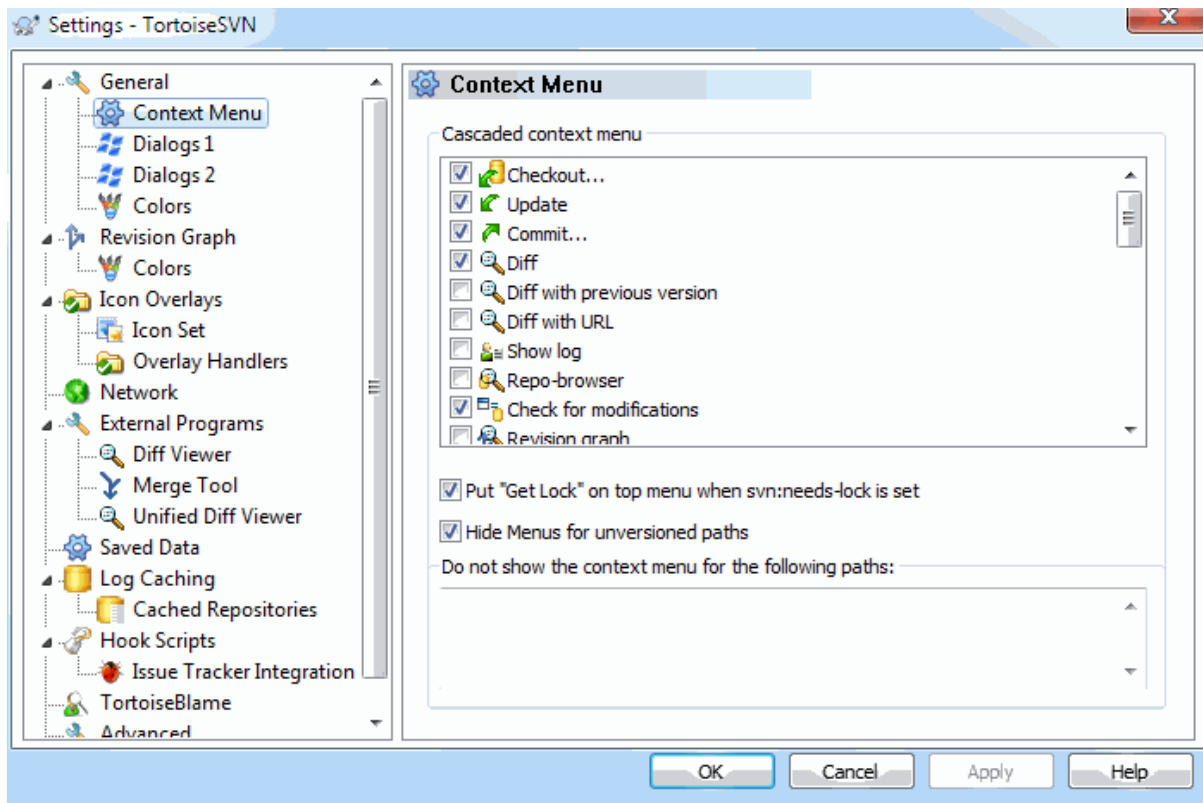 Settings - TortoiseSVN
General
Context Menu
Dialogs 1
Dialogs 2
Colors
Revision Graph
Colors
Icon Overlays
Icon Set
Overlay Handlers
Network
External Programs
Diff Viewer
Merge Tool
Unified Diff Viewer
Saved Data
Log Caching
Cached Repositories
Hook Scripts
Issue Tracker Integration
TortoiseBlame
Advanced
Context Menu
Cascaded context menu
Checkout...
Update
Commit...
Diff
Diff with previous version
Diff with URL
Show log
Repo-browser
Check for modifications
Revision graph
Put "Get Lock" on top menu when svn:needs-lock is set
Hide Menus for unversioned paths
Do not show the context menu for the following paths:
OK Cancel Apply Help